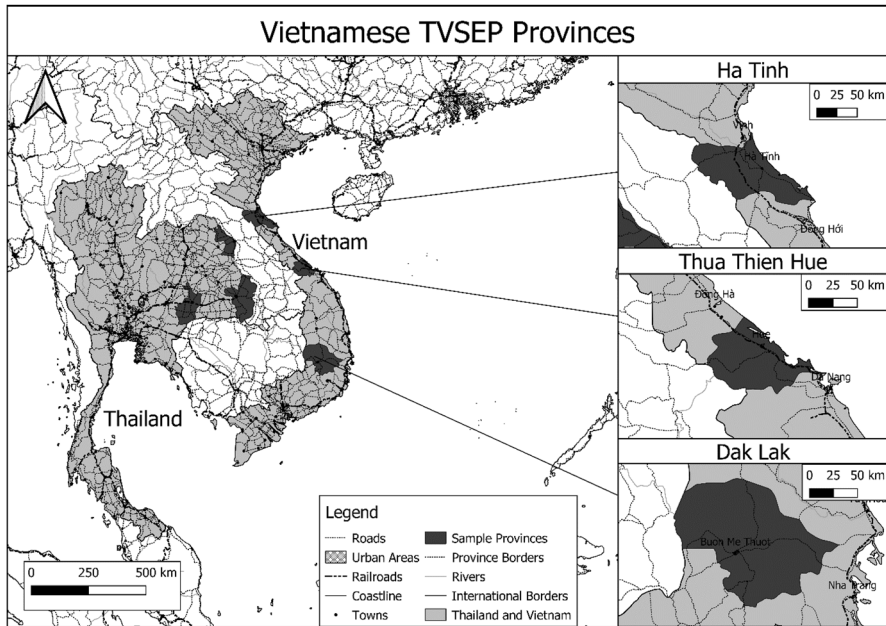 Vietnamese TVSEP Provinces
Vietnam
Thailand
0 250 500 km
Legend
Roads
Urban Areas
Railroads
Coastline
Towns
Sample Provinces
Province Borders
Rivers
International Borders
Thailand and Vietnam
Ha Tinh
0 25 50 km
Vinh
Hà Tĩnh
Đồng Hới
Thua Thien Hue
0 25 50 km
Đông Hà
Hue
Da Nang
Dak Lak
0 25 50 km
Buon Me Thuot
Nha Trang